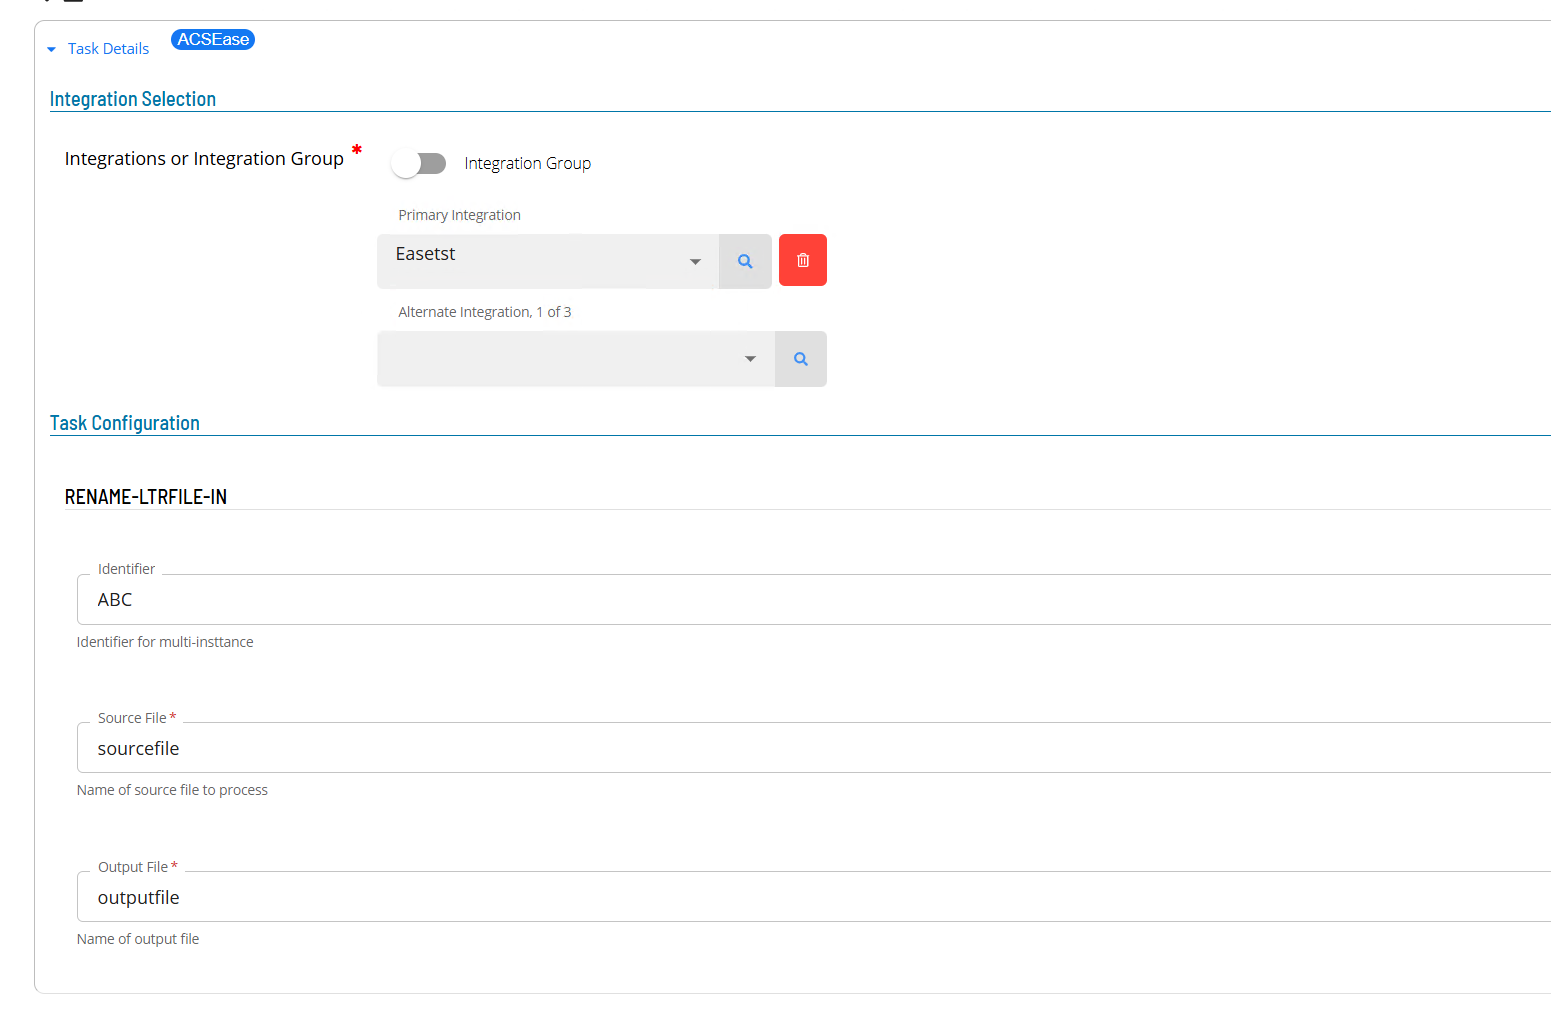 Task Details
ACSEase
Integration Selection
Integrations or Integration Group *
Integration Group
Primary Integration
Easetst
Alternate Integration, 1 of 3
Task Configuration
RENAME-LTRFILE-IN
Identifier
ABC
Identifier for multi-insttance
Source File *
sourcefile
Name of source file to process
Output File *
outputfile
Name of output file